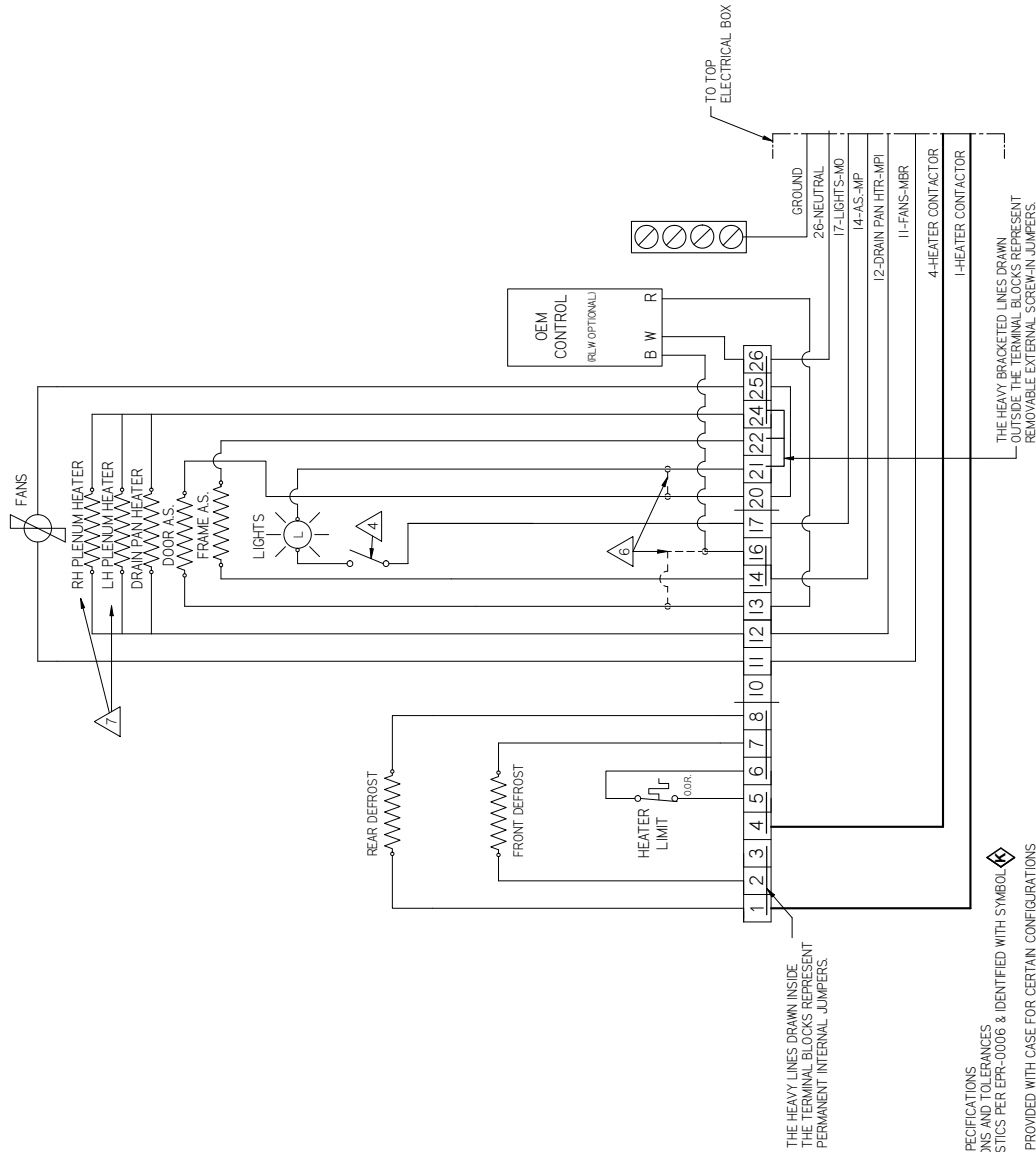 FANS
RH PLENUM HEATER
LH PLENUM HEATER
DRAIN PAN HEATER
DOOR A.S.
FRAME A.S.
LIGHTS
L
4
6
7
REAR DEFROST
FRONT DEFROST
HEATER
LIMIT
O.O.R.
OEM
CONTROL
(RLW OPTIONAL)
B W R
1 2 3 4 5 6 7 8 10 11 12 13 14 16 17 20 21 22 24 25 26
TO TOP
ELECTRICAL BOX
GROUND
26-NEUTRAL
17-LIGHTS-MO
14-AS.-MP
12-DRAIN PAN HTR-MPI
11-FANS-MBR
4-HEATER CONTACTOR
1-HEATER CONTACTOR
THE HEAVY BRACKETED LINES DRAWN
OUTSIDE THE TERMINAL BLOCKS REPRESENT
REMOVABLE EXTERNAL SCREW-IN JUMPERS.
THE HEAVY LINES DRAWN INSIDE
THE TERMINAL BLOCKS REPRESENT
PERMANENT INTERNAL JUMPERS.
PECIFICATIONS
ONS AND TOLERANCES
STICS PER EPR-0006 & IDENTIFIED WITH SYMBOL K
PROVIDED WITH CASE FOR CERTAIN CONFIGURATIONS